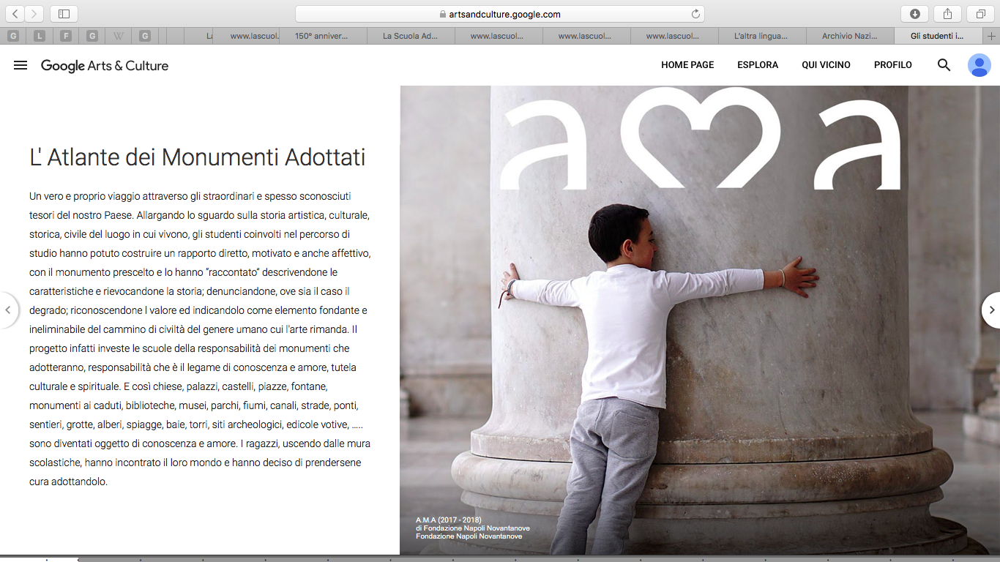 artsandculture.google.com
G L F G W G La www.lascuol. 150º anniver... La Scuola Ad... www.lascuol... www.lascuol... www.lascuol... L'altra lingua... Archivio Nazi... Gli studenti i...
Google Arts & Culture HOME PAGE ESPLORA QUI VICINO PROFILO
L' Atlante dei Monumenti Adottati
Un vero e proprio viaggio attraverso gli straordinari e spesso sconosciuti
tesori del nostro Paese. Allargando lo sguardo sulla storia artistica, culturale,
storica, civile del luogo in cui vivono, gli studenti coinvolti nel percorso di
studio hanno potuto costruire un rapporto diretto, motivato e anche affettivo,
con il monumento prescelto e lo hanno “raccontato” descrivendone le
caratteristiche e rievocandone la storia; denunciandone, ove sia il caso il
degrado; riconoscendone l valore ed indicandolo come elemento fondante e
ineliminabile del cammino di civiltà del genere umano cui l'arte rimanda. Il
progetto infatti investe le scuole della responsabilità dei monumenti che
adotteranno, responsabilità che è il legame di conoscenza e amore, tutela
culturale e spirituale. E così chiese, palazzi, castelli, piazze, fontane,
monumenti ai caduti, biblioteche, musei, parchi, fiumi, canali, strade, ponti,
sentieri, grotte, alberi, spiagge, baie, torri, siti archeologici, edicole votive, .....
sono diventati oggetto di conoscenza e amore. I ragazzi, uscendo dalle mura
scolastiche, hanno incontrato il loro mondo e hanno deciso di prendersene
cura adottandolo.
ama
A.M.A (2017 - 2018)
di Fondazione Napoli Novantanove
Fondazione Napoli Novantanove